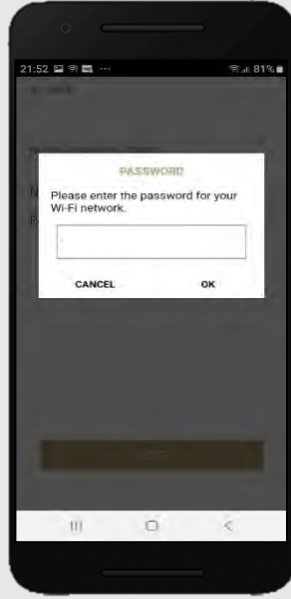 21:52
81%
PASSWORD
Please enter the password for your
Wi-Fi network.
CANCEL
OK